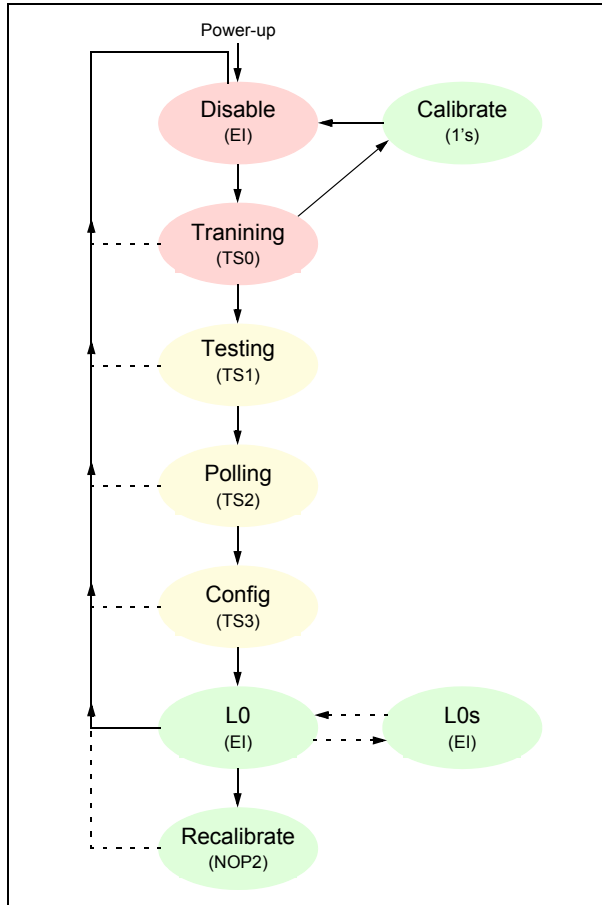 Power-up
Disable
(EI)
Calibrate
(1's)
Tranining
(TS0)
Testing
(TS1)
Polling
(TS2)
Config
(TS3)
L0
(EI)
L0s
(EI)
Recalibrate
(NOP2)